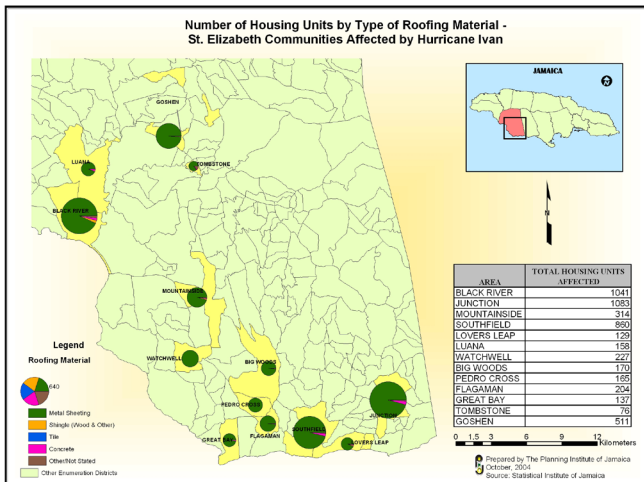 Number of Housing Units by Type of Roofing Material -
St. Elizabeth Communities Affected by Hurricane Ivan
JAMAICA
GOSHEN
TOMBSTONE
LUANA
BLACK RIVER
MOUNTAINSIDE
WATCHWELL
BIG WOODS
PEDRO CROSS
JUNCTION
FLAGAMAN
SOUTHFIELD
GREAT BAY
LOVERS LEAP
N
AREA TOTAL HOUSING UNITS AFFECTED
BLACK RIVER 1041
JUNCTION 1083
MOUNTAINSIDE 314
SOUTHFIELD 860
LOVERS LEAP 129
LUANA 158
WATCHWELL 227
BIG WOODS 170
PEDRO CROSS 165
FLAGAMAN 204
GREAT BAY 137
TOMBSTONE 76
GOSHEN 511
Legend
Roofing Material
640
Metal Sheeting
Shingle (Wood & Other)
Tile
Concrete
Other/Not Stated
Other Enumeration Districts
0 1.5 3 6 9 12
Kilometers
Prepared by The Planning Institute of Jamaica
October, 2004
Source: Statistical Institute of Jamaica